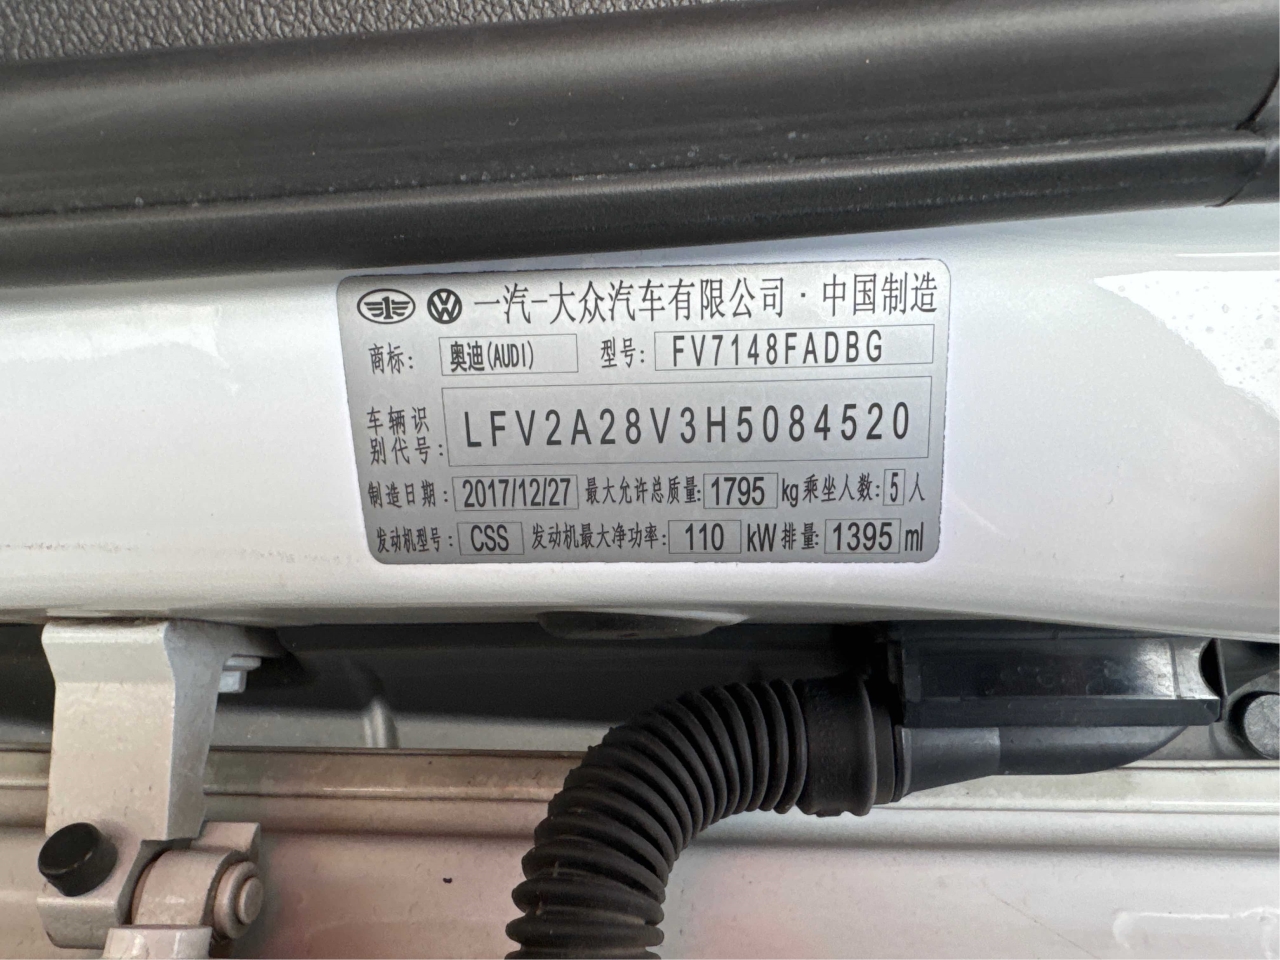 一汽-大众汽车有限公司·中国制造
商标: 奥迪(AUDI) 型号: FV7148FADBG
车辆识别代号: LFV2A28V3H5084520
制造日期: 2017/12/27 最大允许总质量: 1795 kg 乘坐人数: 5 人
发动机型号: CSS 发动机最大净功率: 110 kW 排量: 1395 ml